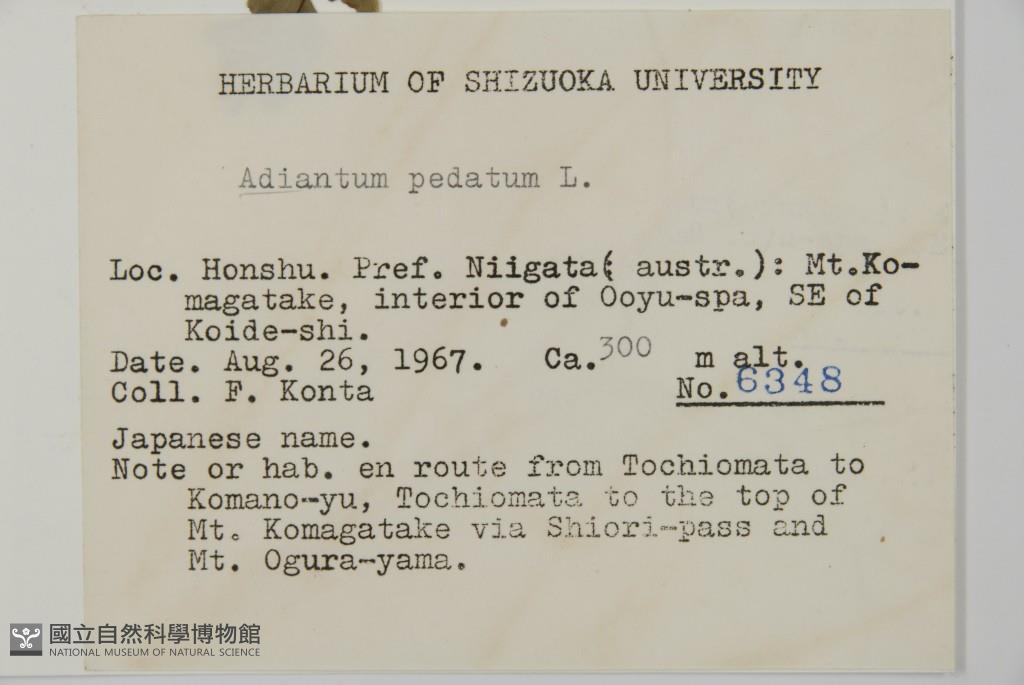 HERBARIUM OF SHIZUOKA UNIVERSITY
Adiantum pedatum L.
Loc. Honshu. Pref. Niigata( austr.): Mt.Ko-
magatake, interior of Ooyu-spa, SE of
Koide-shi.
Date. Aug. 26, 1967. Ca.300 m alt.
Coll. F. Konta No.6348
Japanese name.
Note or hab. en route from Tochiomata to
Komano-yu, Tochiomata to the top of
Mt. Komagatake via Shiori-pass and
Mt. Ogura-yama.
國立自然科學博物館
NATIONAL MUSEUM OF NATURAL SCIENCE